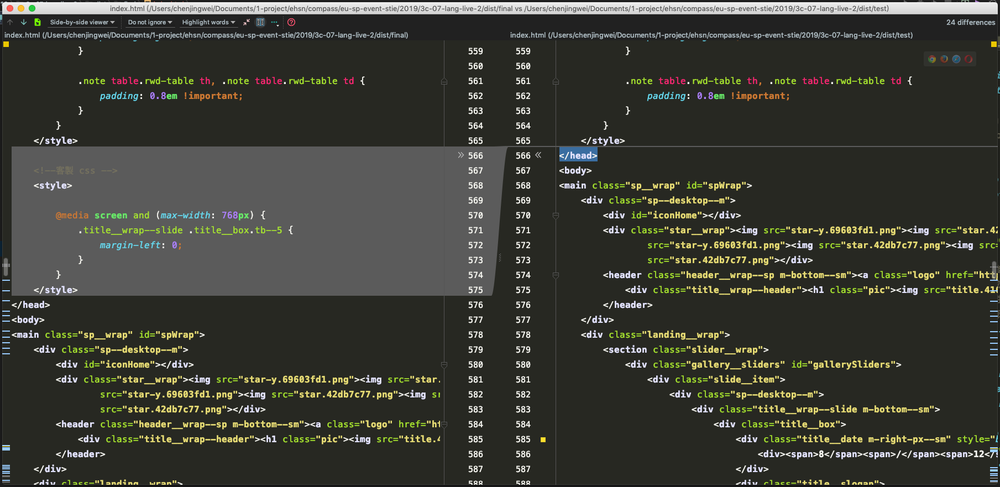 index.html (/Users/chenjingwei/Documents/1-project/ehsn/compass/eu-sp-event-stie/2019/3c-07-lang-live-2/dist/final vs /Users/chenjingwei/Documents/1-project/ehsn/compass/eu-sp-event-stie/2019/3c-07-lang-live-2/dist/test)
Side-by-side viewer Do not ignore Highlight words 24 differences
index.html (/Users/chenjingwei/Documents/1-project/ehsn/compass/eu-sp-event-stie/2019/3c-07-lang-live-2/dist/final)
} 559
560
.note table.rwd-table th, .note table.rwd-table td { 561
padding: 0.8em !important; 562
} 563
} 564
</style> 565
566
<!--客製 css --> 567
<style> 568
569
@media screen and (max-width: 768px) { 570
.title__wrap--slide .title__box.tb--5 { 571
margin-left: 0; 572
} 573
} 574
</style> 575
</head> 576
<body> 577
<main class="sp__wrap" id="spWrap"> 578
<div class="sp--desktop--m"> 579
<div id="iconHome"></div> 580
<div class="star__wrap"><img src="star-y.69603fd1.png"><img src="star. 581
src="star-y.69603fd1.png"><img src="star.42db7c77.png"><img sr 582
src="star.42db7c77.png"></div> 583
<header class="header__wrap--sp m-bottom--sm"><a class="logo" href="ht 584
<div class="title__wrap--header"><h1 class="pic"><img src="title.4 585
</header> 586
</div> 587
<div class="landing__wrap"> 588
index.html (/Users/chenjingwei/Documents/1-project/ehsn/compass/eu-sp-event-stie/2019/3c-07-lang-live-2/dist/test)
559 }
560
561 .note table.rwd-table th, .note table.rwd-table td {
562 padding: 0.8em !important;
563 }
564 }
565 </style>
566 </head>
567 <body>
568 <main class="sp__wrap" id="spWrap">
569 <div class="sp--desktop--m">
570 <div id="iconHome"></div>
571 <div class="star__wrap"><img src="star-y.69603fd1.png"><img src="star.42
572 src="star-y.69603fd1.png"><img src="star.42db7c77.png"><img src=
573 src="star.42db7c77.png"></div>
574 <header class="header__wrap--sp m-bottom--sm"><a class="logo" href="htt
575 <div class="title__wrap--header"><h1 class="pic"><img src="title.410
576 </header>
577 </div>
578 <div class="landing__wrap">
579 <section class="slider__wrap">
580 <div class="gallery__sliders" id="gallerySliders">
581 <div class="slide__item">
582 <div class="sp--desktop--m">
583 <div class="title__wrap--slide m-bottom--sm">
584 <div class="title__box">
585 <div class="title__date m-right-px--sm" style="
586 <div><span>8</span><span>/</span><span>12</s
587 </div>
588 <div class="title__slogan">